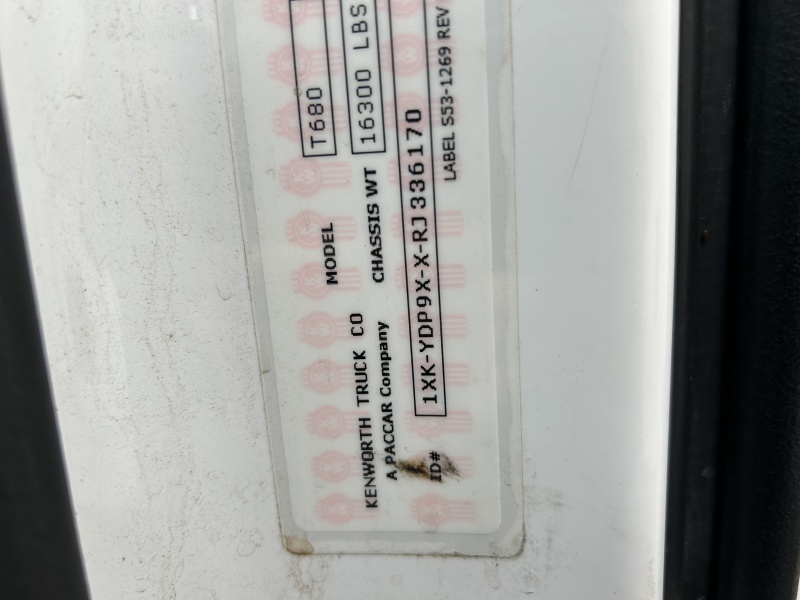 KENWORTH TRUCK CO MODEL T680
A PACCAR Company CHASSIS WT 16300 LBS
ID# 1XK-YDP9X-X-RJ336170
LABEL S53-1269 REV